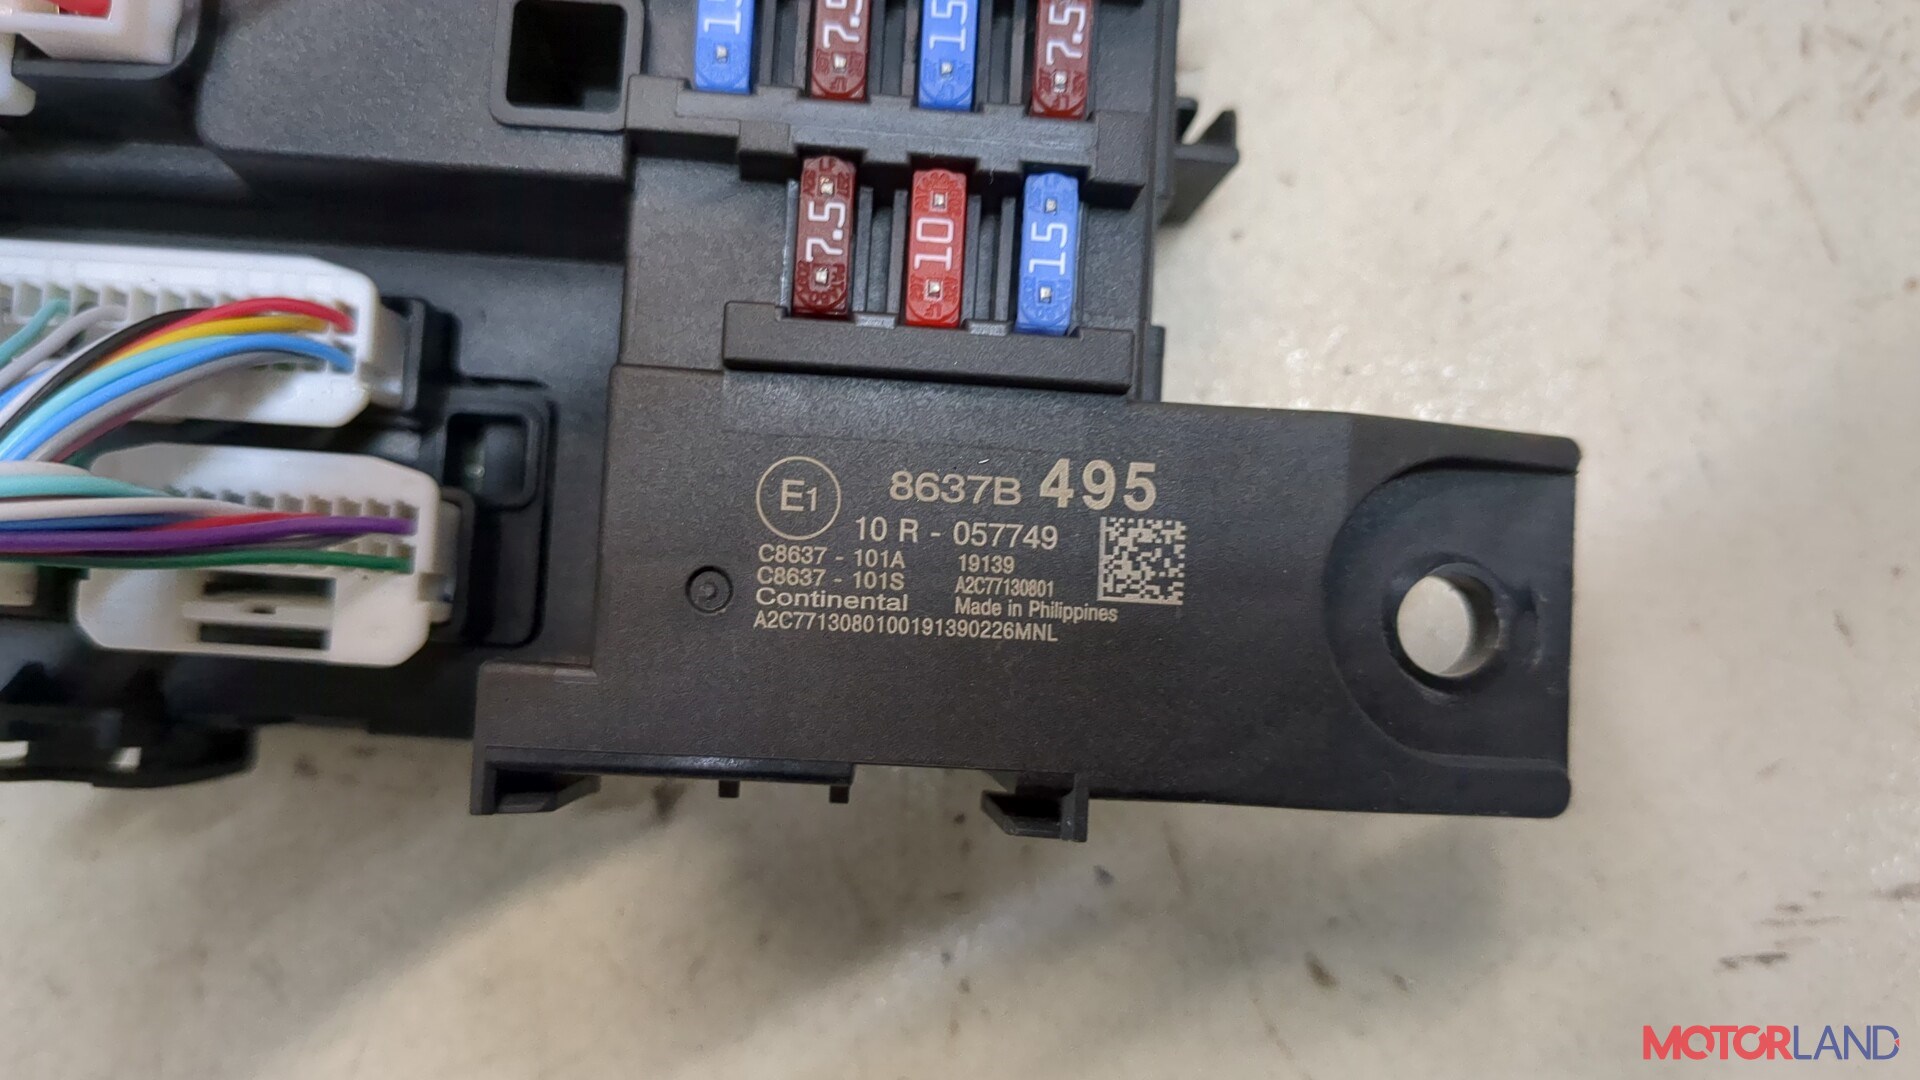 15
7.5
15
7.5
7.5
10
15
E1
8637B 495
10 R - 057749
C8637 - 101A 19139
C8637 - 101S A2C77130801
Continental Made in Philippines
A2C7713080100191390226MNL
MOTORLAND